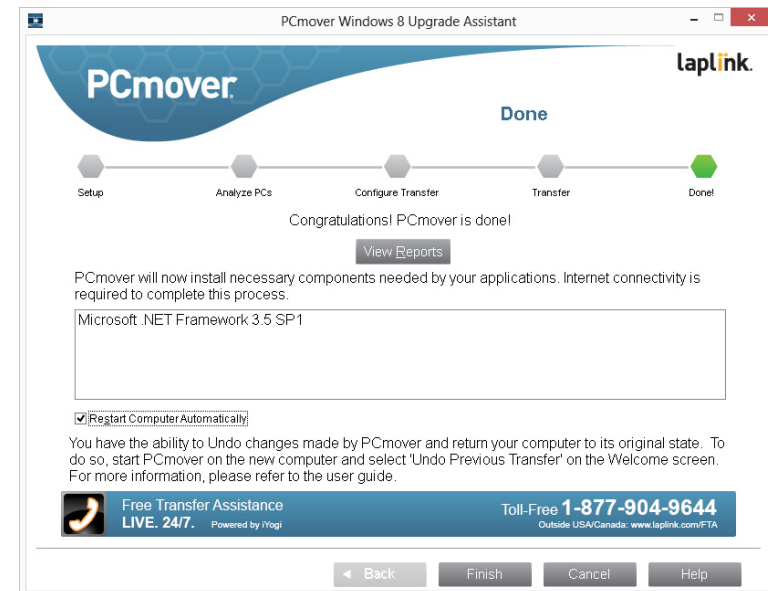 PCmover Windows 8 Upgrade Assistant
laplink.
PCmover
Done
Setup
Analyze PCs
Configure Transfer
Transfer
Done!
Congratulations! PCmover is done!
View Reports
PCmover will now install necessary components needed by your applications. Internet connectivity is
required to complete this process.
Microsoft .NET Framework 3.5 SP1
Restart Computer Automatically
You have the ability to Undo changes made by PCmover and return your computer to its original state. To
do so, start PCmover on the new computer and select 'Undo Previous Transfer' on the Welcome screen.
For more information, please refer to the user guide.
Free Transfer Assistance
LIVE. 24/7. Powered by iYogi
Toll-Free 1-877-904-9644
Outside USA/Canada: www.laplink.com/FTA
Back
Finish
Cancel
Help